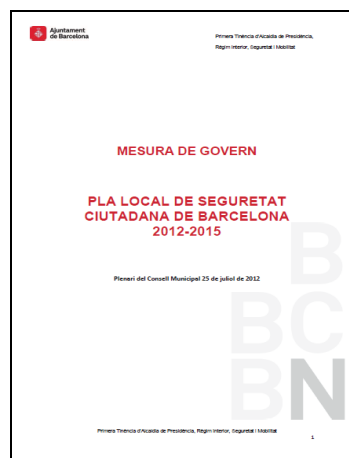 Ajuntament
de Barcelona
Primera Tinència d'Alcaldia de Presidència,
Règim Interior, Seguretat i Mobilitat
MESURA DE GOVERN
PLA LOCAL DE SEGURETAT
CIUTADANA DE BARCELONA
2012-2015
Plenari del Consell Municipal 25 de juliol de 2012
B
BC
BN
Primera Tinència d'Alcaldia de Presidència, Règim Interior, Seguretat i Mobilitat
1